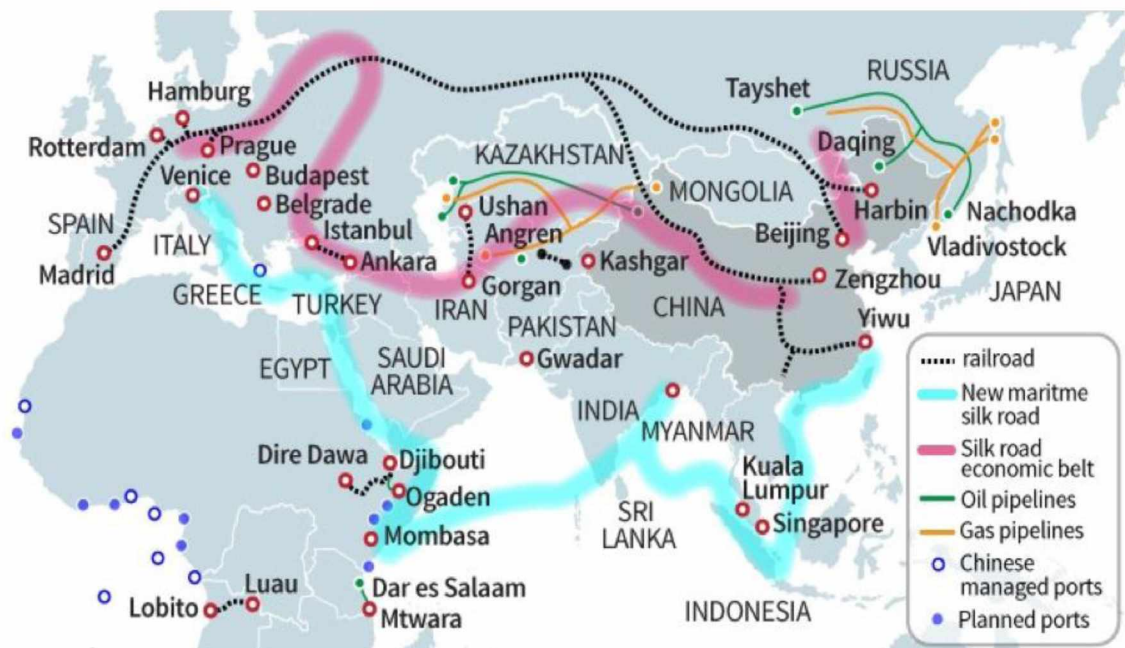 RUSSIA
Tayshet
Hamburg
Rotterdam
Prague
Daqing
KAZAKHSTAN
Venice
Budapest
MONGOLIA
Belgrade
Ushan
Harbin
Nachodka
SPAIN
Istanbul
Angren
Beijing
ITALY
Vladivostock
Madrid
Ankara
Kashgar
Zengzhou
GREECE
TURKEY
IRAN
Gorgan
CHINA
JAPAN
PAKISTAN
Yiwu
EGYPT
SAUDI
ARABIA
Gwadar
INDIA
MYANMAR
Dire Dawa
Djibouti
Kuala
Lumpur
Ogaden
SRI
LANKA
Singapore
Mombasa
Luau
Dar es Salaam
Lobito
Mtwara
INDONESIA
railroad
New maritme
silk road
Silk road
economic belt
Oil pipelines
Gas pipelines
Chinese
managed ports
Planned ports